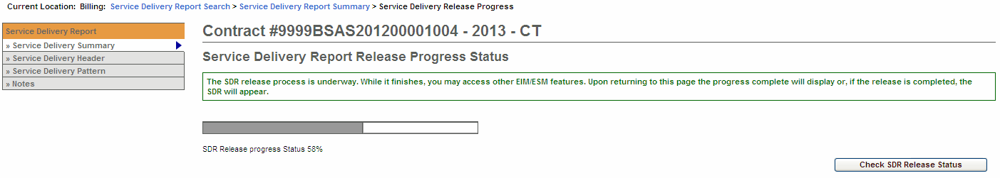 Current Location: Billing: Service Delivery Report Search > Service Delivery Report Summary > Service Delivery Release Progress
Service Delivery Report
» Service Delivery Summary
» Service Delivery Header
» Service Delivery Pattern
» Notes
Contract #9999BSAS201200001004 - 2013 - CT
Service Delivery Report Release Progress Status
The SDR release process is underway. While it finishes, you may access other EIM/ESM features. Upon returning to this page the progress complete will display or, if the release is completed, the
SDR will appear.
SDR Release progress Status 58%
Check SDR Release Status